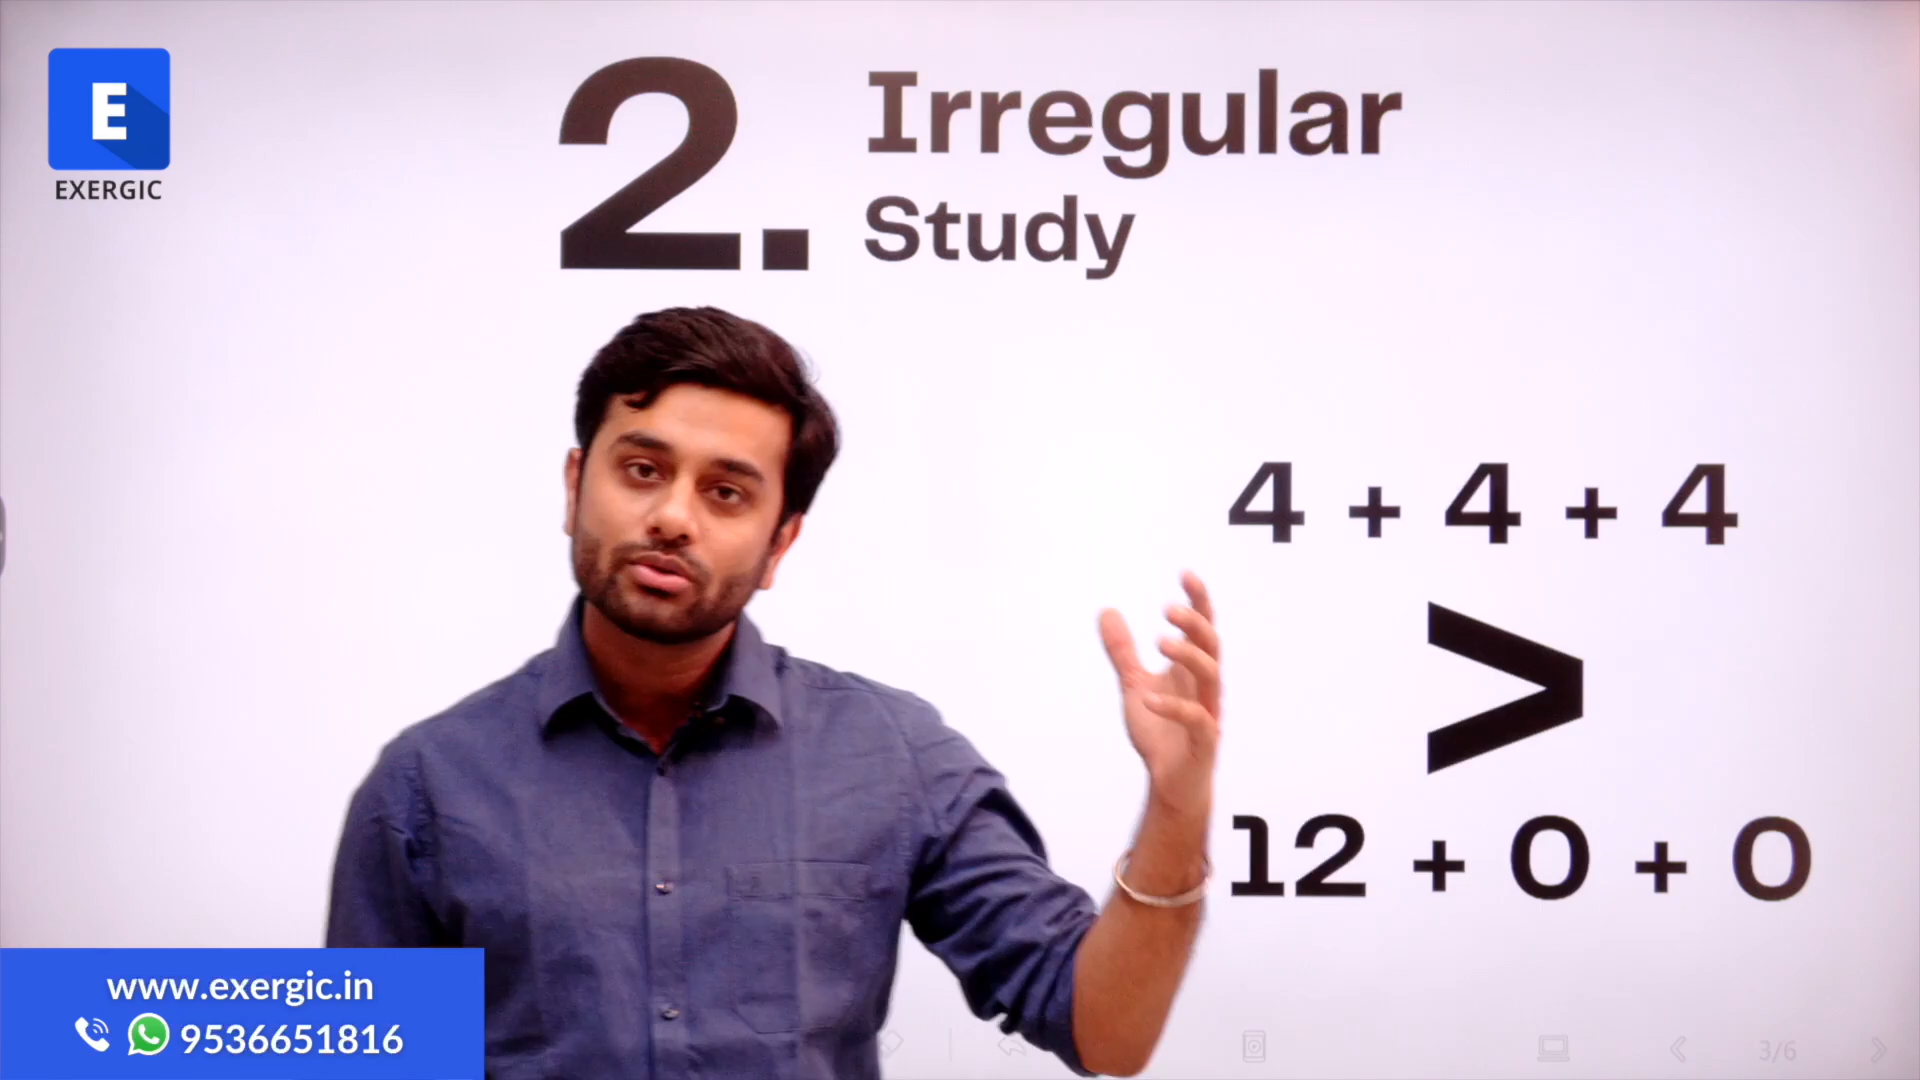 E
EXERGIC
2. Irregular
Study
4 + 4 + 4
>
12 + 0 + 0
www.exergic.in
9536651816
3/6